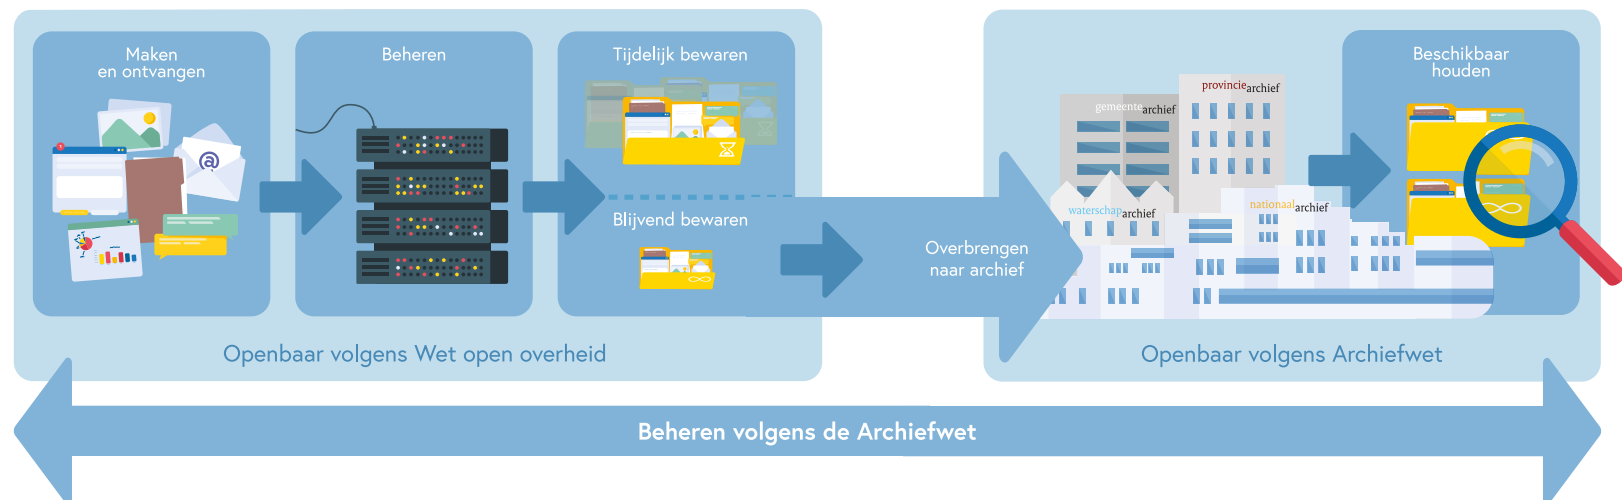 Maken
en ontvangen
Beheren
Tijdelijk bewaren
Blijvend bewaren
@
1
Overbrengen
naar archief
gemeentearchief
provinciearchief
waterschaparchief
nationaalarchief
Beschikbaar
houden
Openbaar volgens Wet open overheid
Openbaar volgens Archiefwet
Beheren volgens de Archiefwet